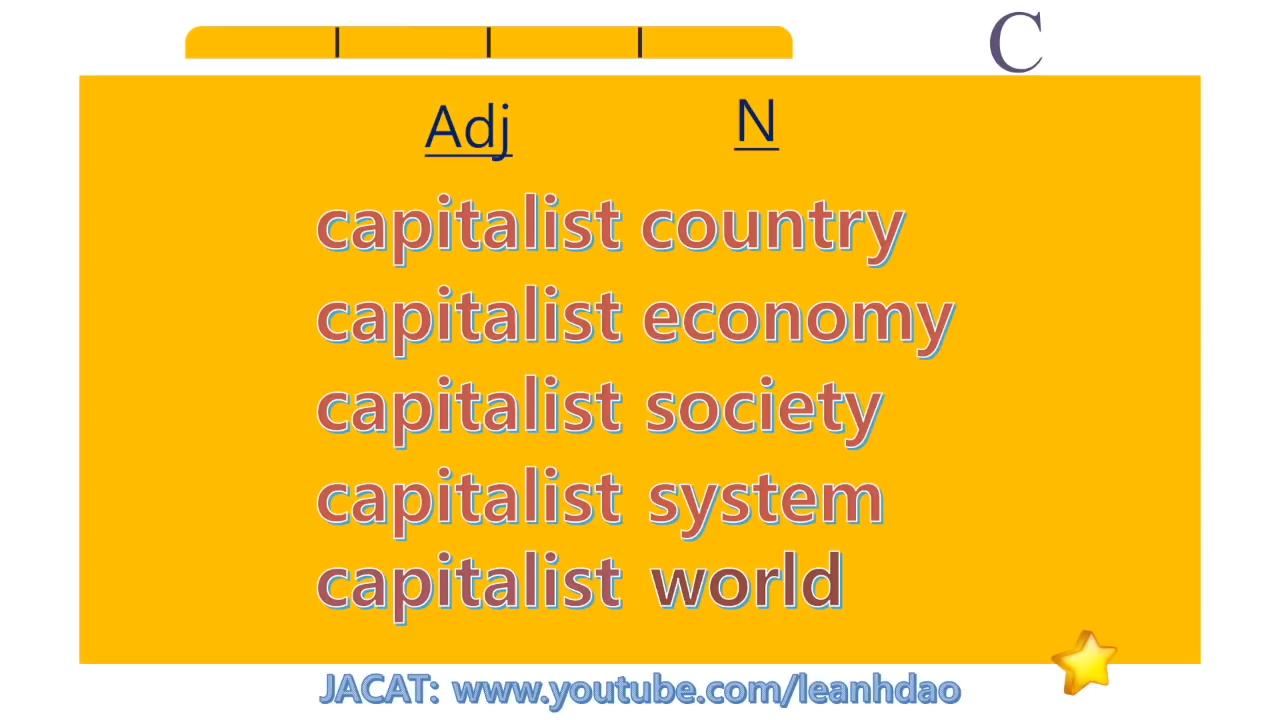 C
Adj N
capitalist country
capitalist economy
capitalist society
capitalist system
capitalist world
JACAT: www.youtube.com/leanhdao